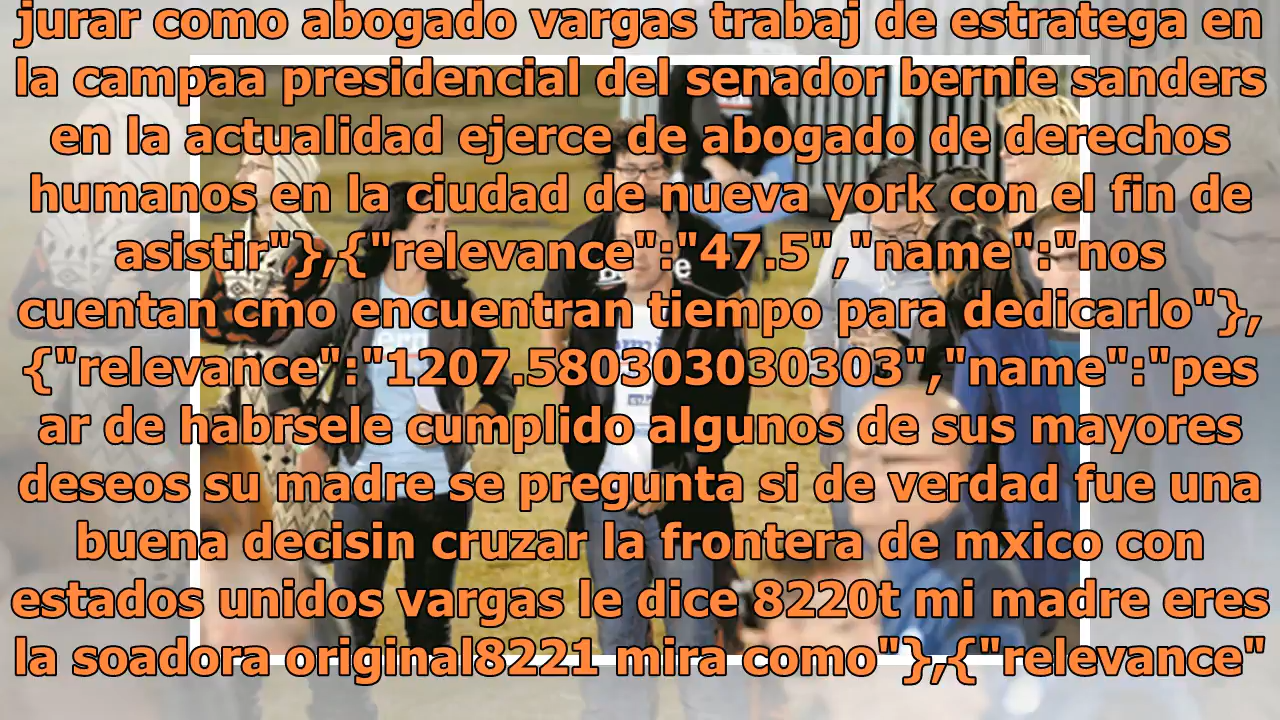 jurar como abogado vargas trabaj de estratega en
la campaa presidencial del senador bernie sanders
en la actualidad ejerce de abogado de derechos
humanos en la ciudad de nueva york con el fin de
asistir"},{"relevance":"47.5","name":"nos
cuentan cmo encuentran tiempo para dedicarlo"},
{"relevance":"1207.580303030303","name":"pes
ar de habrsele cumplido algunos de sus mayores
deseos su madre se pregunta si de verdad fue una
buena decisin cruzar la frontera de mxico con
estados unidos vargas le dice 8220t mi madre eres
la soadora original8221 mira como"},{"relevance"